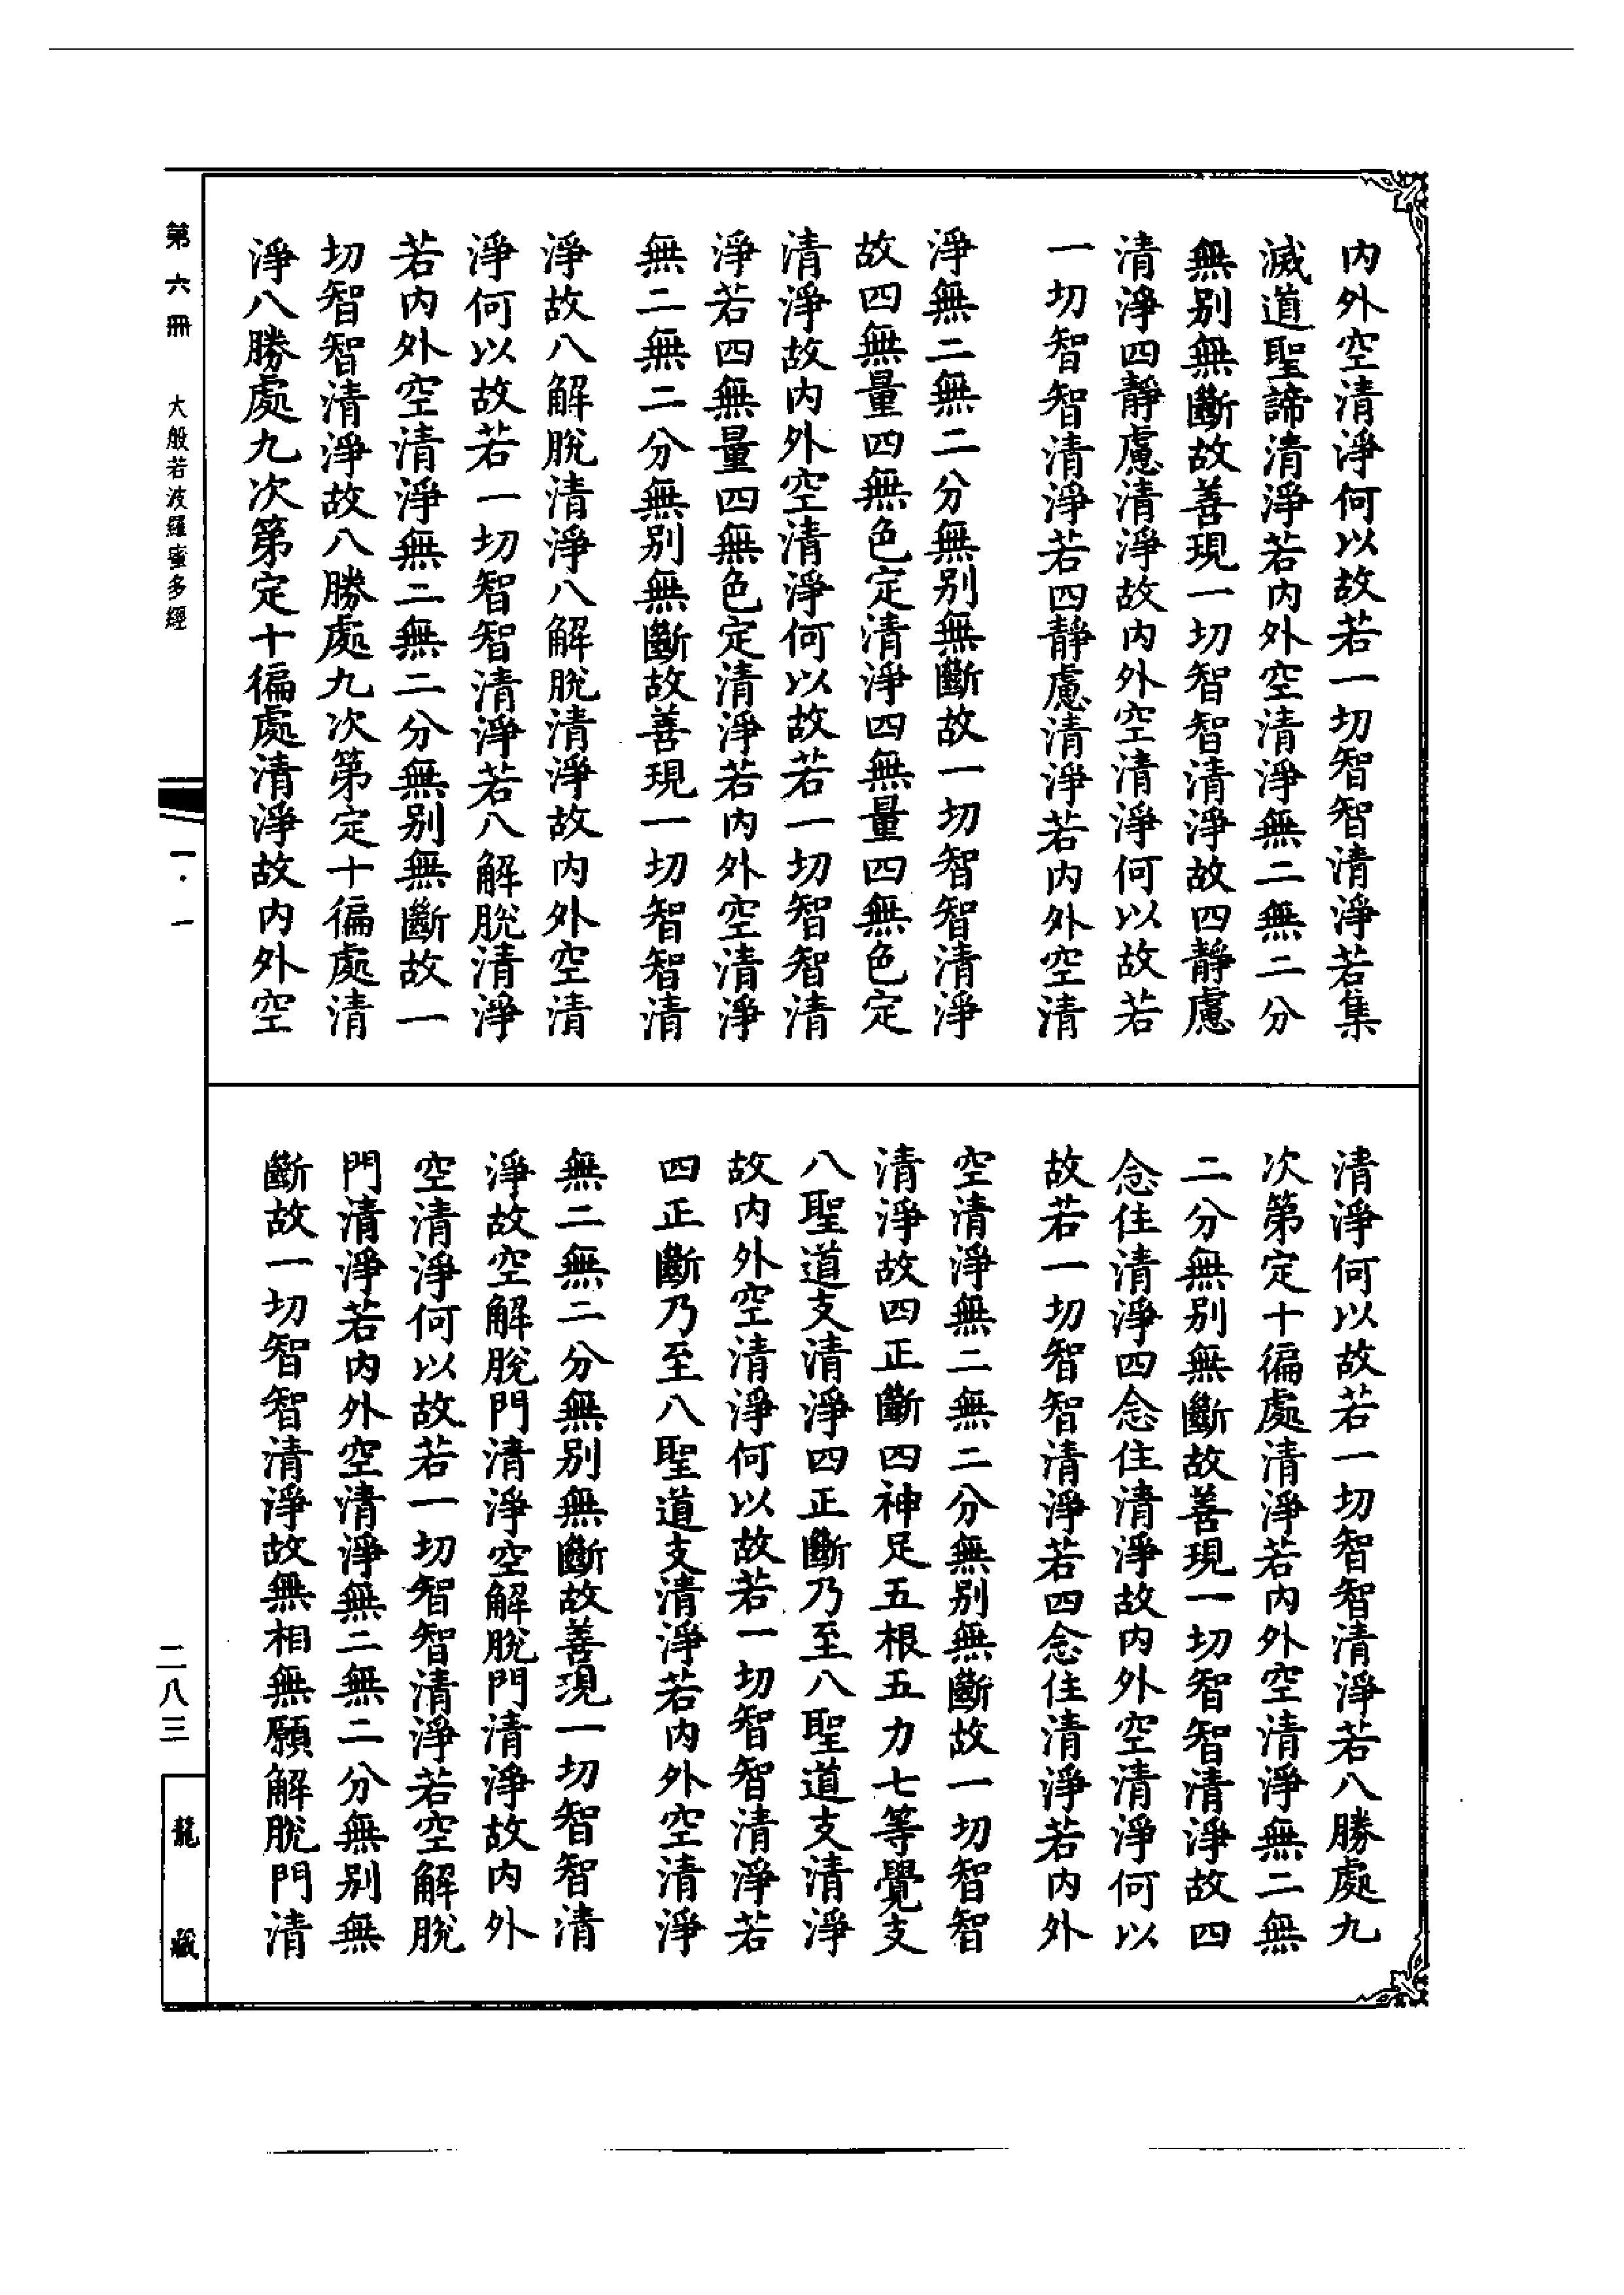 內外空清淨何以故若一切智智清淨若集
滅道聖諦清淨若內外空清淨無二無二分
無別無斷故善現一切智智清淨故四靜慮
清淨四靜慮清淨故內外空清淨何以故若
一切智智清淨若四靜慮清淨若內外空清
淨無二無二分無別無斷故一切智智清淨
故四無量四無色定清淨四無量四無色定
清淨故內外空清淨何以故若一切智智清
淨若四無量四無色定清淨若內外空清淨
無二無二分無別無斷故善現一切智智清
淨故八解脫清淨八解脫清淨故內外空清
淨何以故若一切智智清淨若八解脫清淨
若內外空清淨無二無二分無別無斷故一
切智智清淨故八勝處九次第定十徧處清
淨八勝處九次第定十徧處清淨故內外空
清淨何以故若一切智智清淨若八勝處九
次第定十徧處清淨若內外空清淨無二無
二分無別無斷故善現一切智智清淨故四
念住清淨四念住清淨故內外空清淨何以
故若一切智智清淨若四念住清淨若內外
空清淨無二無二分無別無斷故一切智智
清淨故四正斷四神足五根五力七等覺支
八聖道支清淨四正斷乃至八聖道支清淨
故內外空清淨何以故若一切智智清淨若
四正斷乃至八聖道支清淨若內外空清淨
無二無二分無別無斷故善現一切智智清
淨故空解脫門清淨空解脫門清淨故內外
空清淨何以故若一切智智清淨若空解脫
門清淨若內外空清淨無二無二分無別無
斷故一切智智清淨故無相無願解脫門清
第六冊 大般若波羅蜜多經
一·一
二八三
龍藏